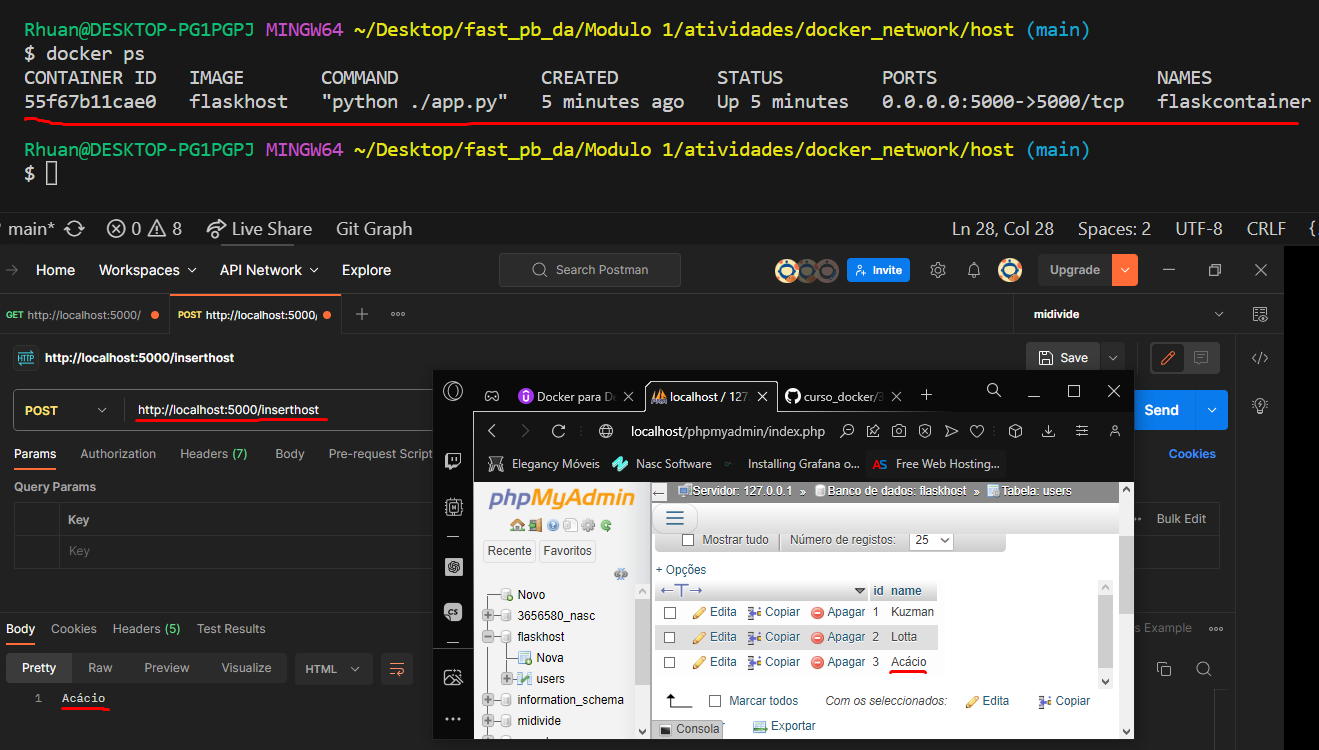 Rhuan@DESKTOP-PG1PGPJ MINGW64 ~/Desktop/fast_pb_da/Modulo 1/atividades/docker_network/host (main)
$ docker ps
CONTAINER ID IMAGE COMMAND CREATED STATUS PORTS NAMES
55f67b11cae0 flaskhost "python ./app.py" 5 minutes ago Up 5 minutes 0.0.0.0:5000->5000/tcp flaskcontainer
Rhuan@DESKTOP-PG1PGPJ MINGW64 ~/Desktop/fast_pb_da/Modulo 1/atividades/docker_network/host (main)
$
main* 0 8 Live Share Git Graph Ln 28, Col 28 Spaces: 2 UTF-8 CRLF {
Home Workspaces API Network Explore Search Postman Invite Upgrade
GET http://localhost:5000/ POST http://localhost:5000/ midivide
HTTP http://localhost:5000/inserthost Save
POST http://localhost:5000/inserthost Send
Params Authorization Headers (7) Body Pre-request Script Cookies
Query Params
Key Bulk Edit
Key
Body Cookies Headers (5) Test Results s Example
Pretty Raw Preview Visualize HTML
1 Acácio
Docker para D localhost / 127. curso_docker/3
localhost/phpmyadmin/index.php
Elegancy Móveis Nasc Software Installing Grafana o... AS Free Web Hosting...
phpMyAdmin
Recente Favoritos
Novo
3656580_nasc
flaskhost
Nova
users
information_schema
midivide
Servidor: 127.0.0.1 » Banco de dados: flaskhost » Tabela: users
Mostrar tudo Número de registos: 25
+ Opções
←T→ id name
Edita Copiar Apagar 1 Kuzman
Edita Copiar Apagar 2 Lotta
Edita Copiar Apagar 3 Acácio
Marcar todos Com os seleccionados: Edita Copiar
Exportar
Consola